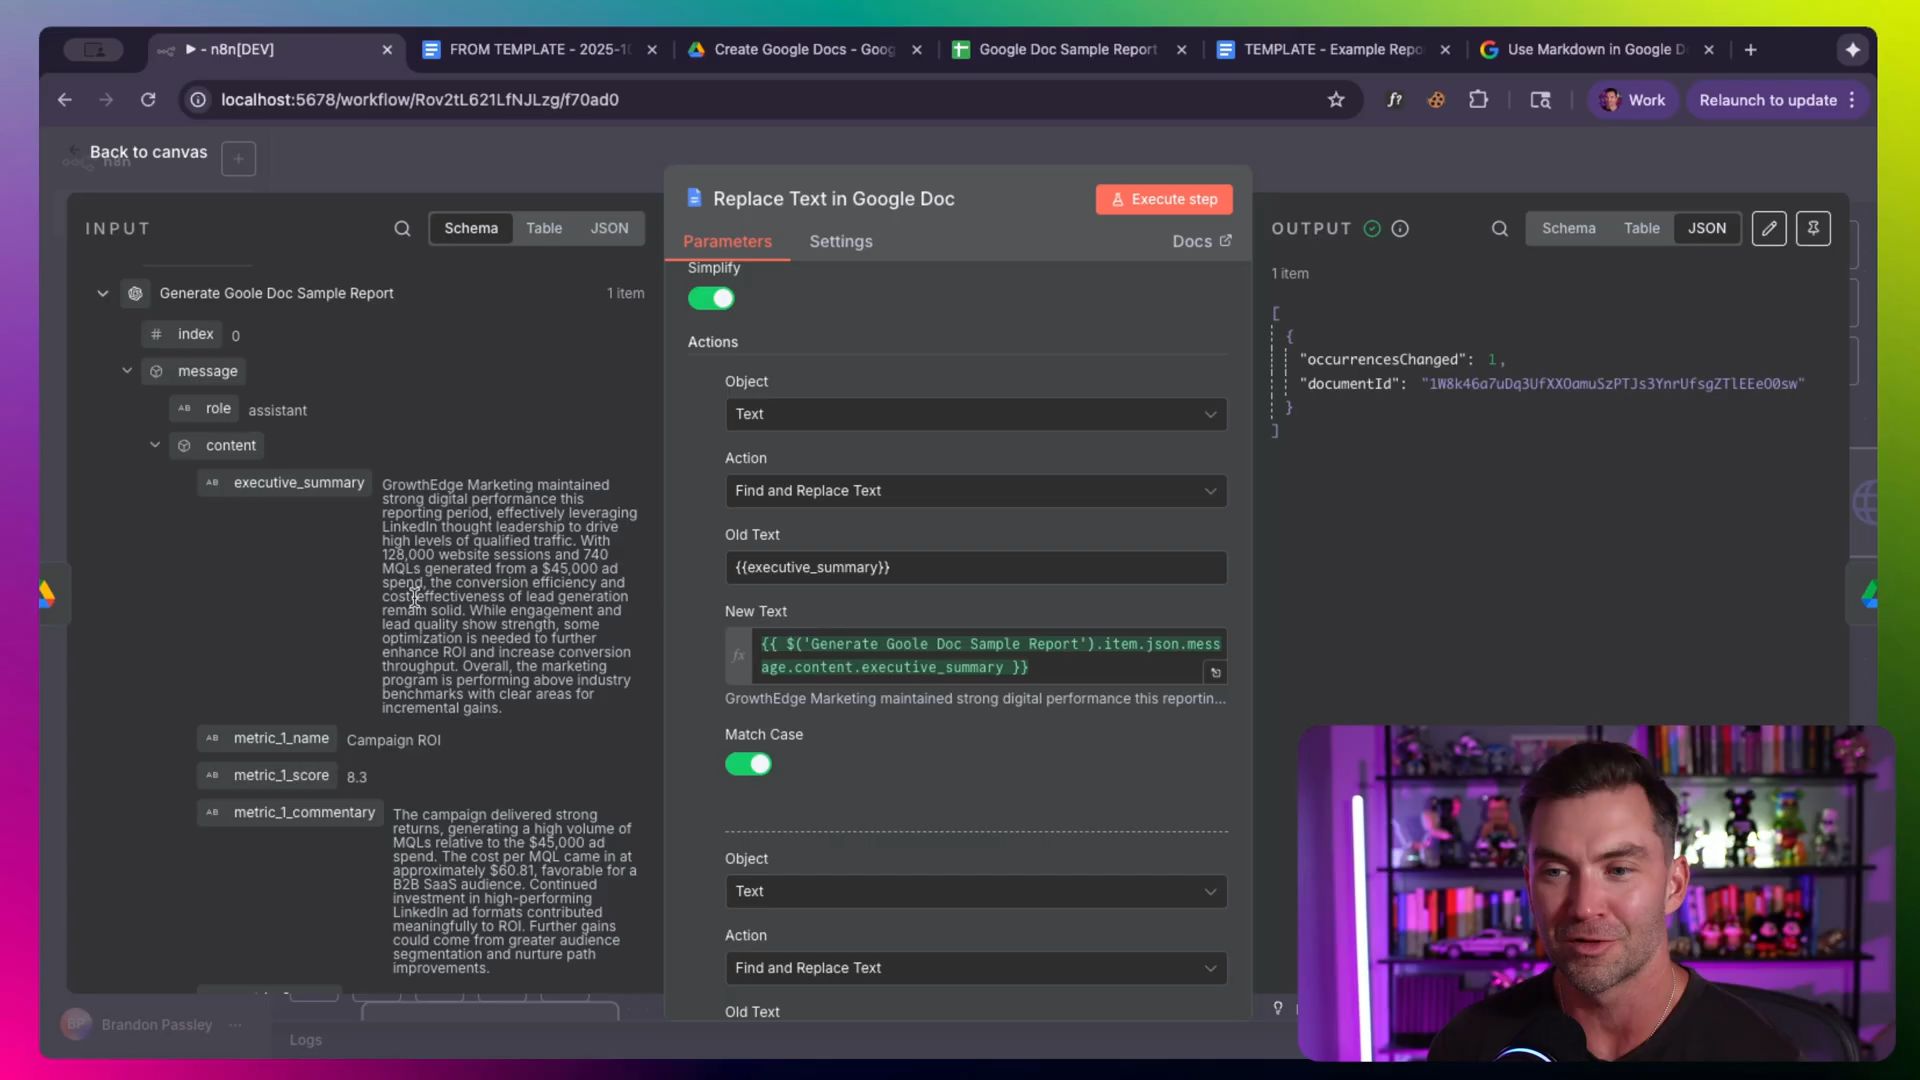 ▶ - n8n[DEV]
FROM TEMPLATE - 2025-1
Create Google Docs - Goog
Google Doc Sample Report
TEMPLATE - Example Repo
Use Markdown in Google D
localhost:5678/workflow/Rov2tL621LfNJLzg/f70ad0
Work
Relaunch to update
Back to canvas
n8n
INPUT
Schema
Table
JSON
Generate Goole Doc Sample Report
1 item
# index 0
message
AB role assistant
content
AB executive_summary
GrowthEdge Marketing maintained
strong digital performance this
reporting period, effectively leveraging
LinkedIn thought leadership to drive
high levels of qualified traffic. With
128,000 website sessions and 740
MQLs generated from a $45,000 ad
spend, the conversion efficiency and
cost-effectiveness of lead generation
remain solid. While engagement and
lead quality show strength, some
optimization is needed to further
enhance ROI and increase conversion
throughput. Overall, the marketing
program is performing above industry
benchmarks with clear areas for
incremental gains.
AB metric_1_name Campaign ROI
AB metric_1_score 8.3
AB metric_1_commentary
The campaign delivered strong
returns, generating a high volume of
MQLs relative to the $45,000 ad
spend. The cost per MQL came in at
approximately $60.81, favorable for a
B2B SaaS audience. Continued
investment in high-performing
LinkedIn ad formats contributed
meaningfully to ROI. Further gains
could come from greater audience
segmentation and nurture path
improvements.
BP Brandon Passley
Logs
Replace Text in Google Doc
Execute step
Parameters
Settings
Docs
Simplify
Actions
Object
Text
Action
Find and Replace Text
Old Text
{{executive_summary}}
New Text
fx
{{ $('Generate Goole Doc Sample Report').item.json.mess
age.content.executive_summary }}
GrowthEdge Marketing maintained strong digital performance this reportin...
Match Case
Object
Text
Action
Find and Replace Text
Old Text
OUTPUT
Schema
Table
JSON
1 item
[
{
"occurrencesChanged": 1,
"documentId": "1W8k46a7uDq3UfXXOamuSzPTJs3YnrUfsgZTlEEeO0sw"
}
]